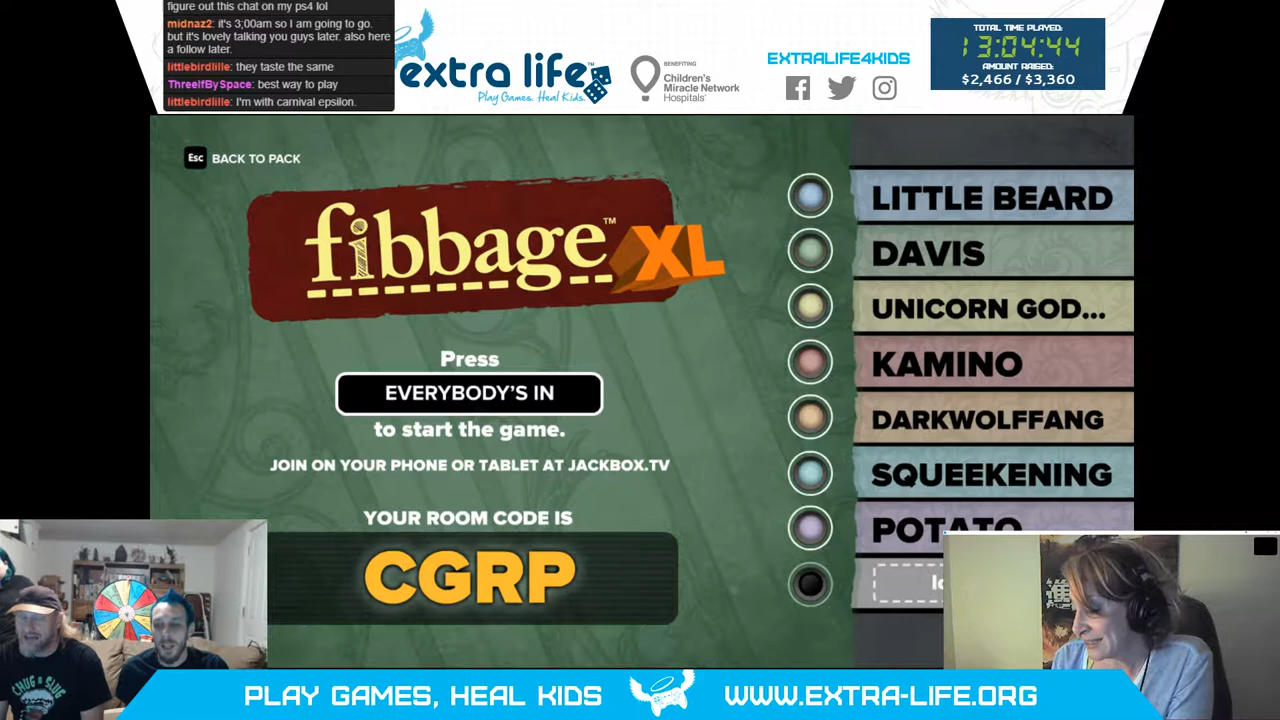 figure out this chat on my ps4 lol
midnaz2: it's 3;00am so I am going to go.
but it's lovely talking you guys later. also here
a follow later.
littlebirdlille: they taste the same
ThreelfBySpace: best way to play
littlebirdlille: I'm with carnival epsilon.
extra life
Play Games. Heal Kids.
BENEFITING
Children's
Miracle Network
Hospitals
EXTRALIFE4KIDS
TOTAL TIME PLAYED:
13:04:44
AMOUNT RAISED:
$2,466 / $3,360
Esc BACK TO PACK
fibbage™ XL
Press
EVERYBODY'S IN
to start the game.
JOIN ON YOUR PHONE OR TABLET AT JACKBOX.TV
YOUR ROOM CODE IS
CGRP
LITTLE BEARD
DAVIS
UNICORN GOD...
KAMINO
DARKWOLFFANG
SQUEEKENING
POTATO
CHUG & SLUG
PLAY GAMES, HEAL KIDS
WWW.EXTRA-LIFE.ORG